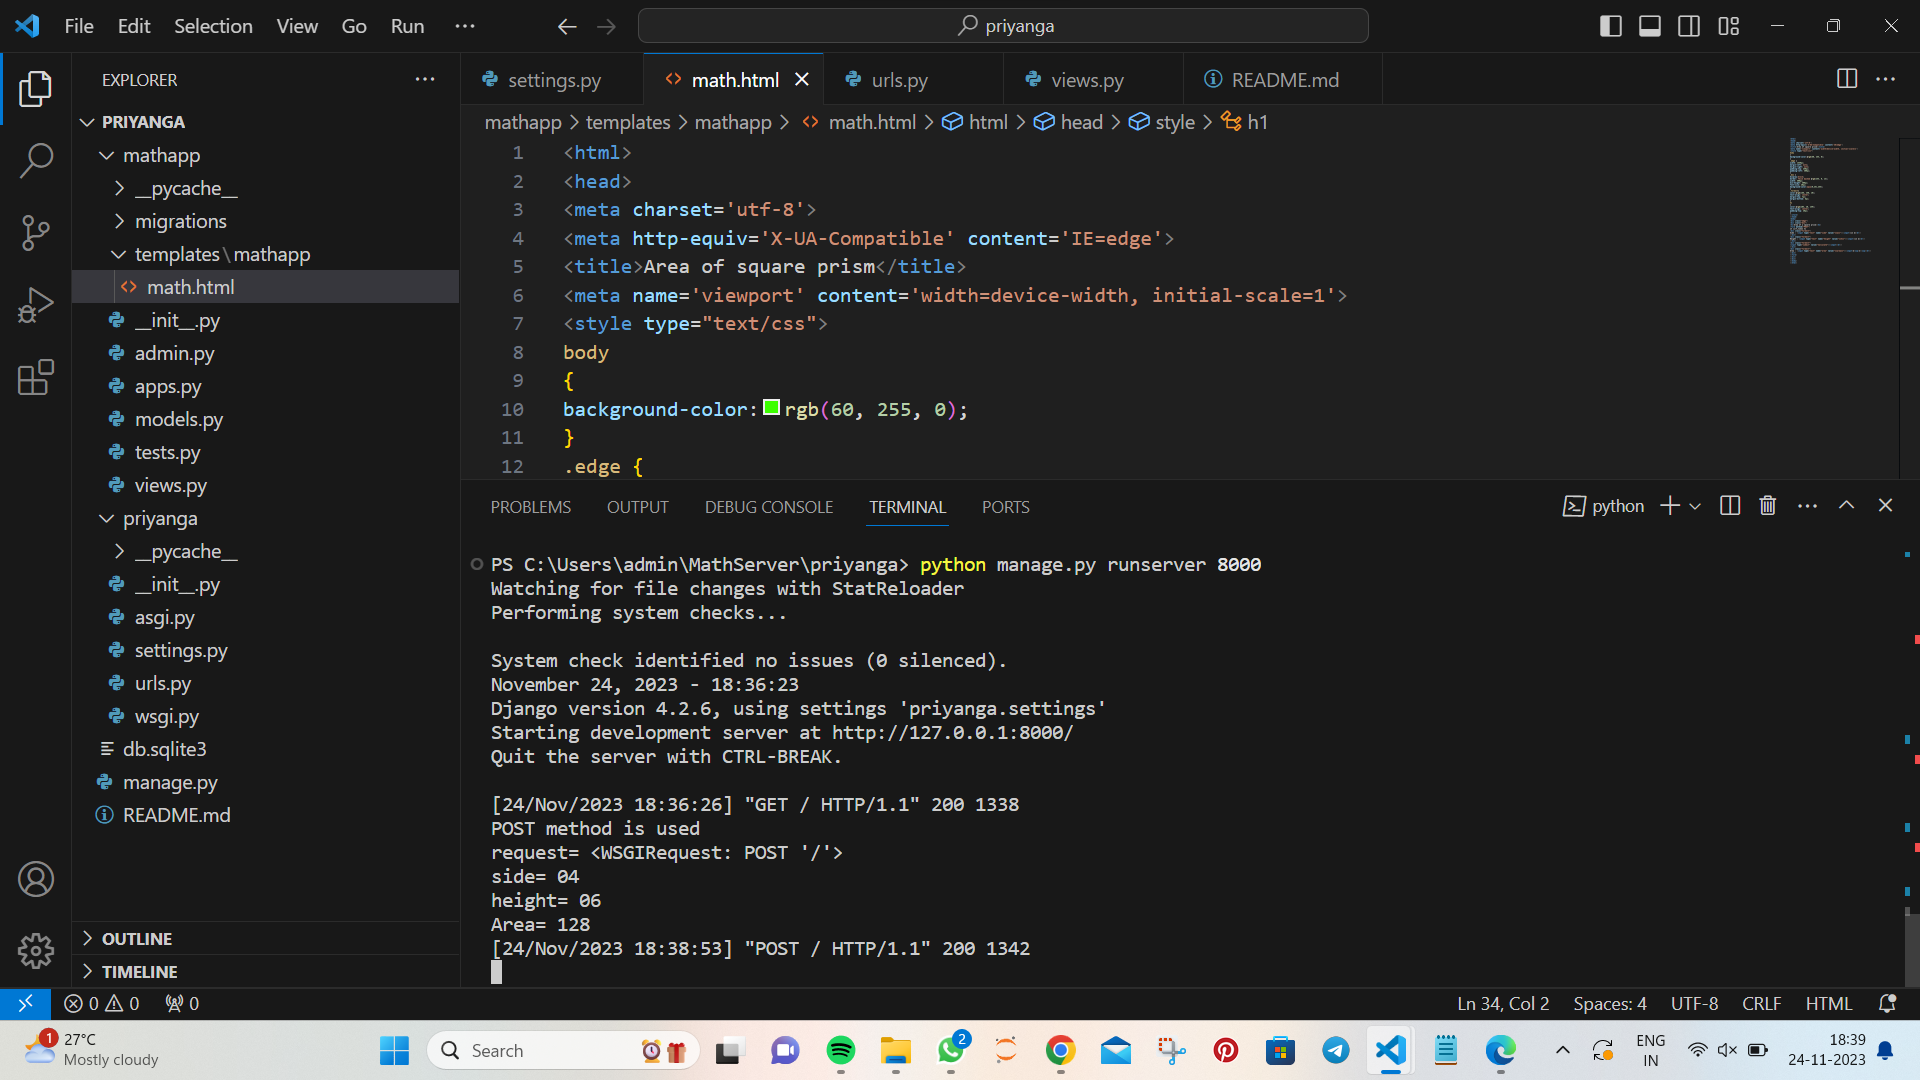 File Edit Selection View Go Run ··· priyanga
EXPLORER ···
PRIYANGA
mathapp
__pycache__
migrations
templates\mathapp
math.html
__init__.py
admin.py
apps.py
models.py
tests.py
views.py
priyanga
__pycache__
__init__.py
asgi.py
settings.py
urls.py
wsgi.py
db.sqlite3
manage.py
README.md
OUTLINE
TIMELINE
settings.py math.html urls.py views.py README.md
mathapp > templates > mathapp > math.html > html > head > style > h1
1 <html>
2 <head>
3 <meta charset='utf-8'>
4 <meta http-equiv='X-UA-Compatible' content='IE=edge'>
5 <title>Area of square prism</title>
6 <meta name='viewport' content='width=device-width, initial-scale=1'>
7 <style type="text/css">
8 body
9 {
10 background-color:rgb(60, 255, 0);
11 }
12 .edge {
PROBLEMS OUTPUT DEBUG CONSOLE TERMINAL PORTS python
PS C:\Users\admin\MathServer\priyanga> python manage.py runserver 8000
Watching for file changes with StatReloader
Performing system checks...
System check identified no issues (0 silenced).
November 24, 2023 - 18:36:23
Django version 4.2.6, using settings 'priyanga.settings'
Starting development server at http://127.0.0.1:8000/
Quit the server with CTRL-BREAK.
[24/Nov/2023 18:36:26] "GET / HTTP/1.1" 200 1338
POST method is used
request= <WSGIRequest: POST '/'>
side= 04
height= 06
Area= 128
[24/Nov/2023 18:38:53] "POST / HTTP/1.1" 200 1342
0 0 0 Ln 34, Col 2 Spaces: 4 UTF-8 CRLF HTML
1 27°C
Mostly cloudy
Search
2
ENG
IN
18:39
24-11-2023